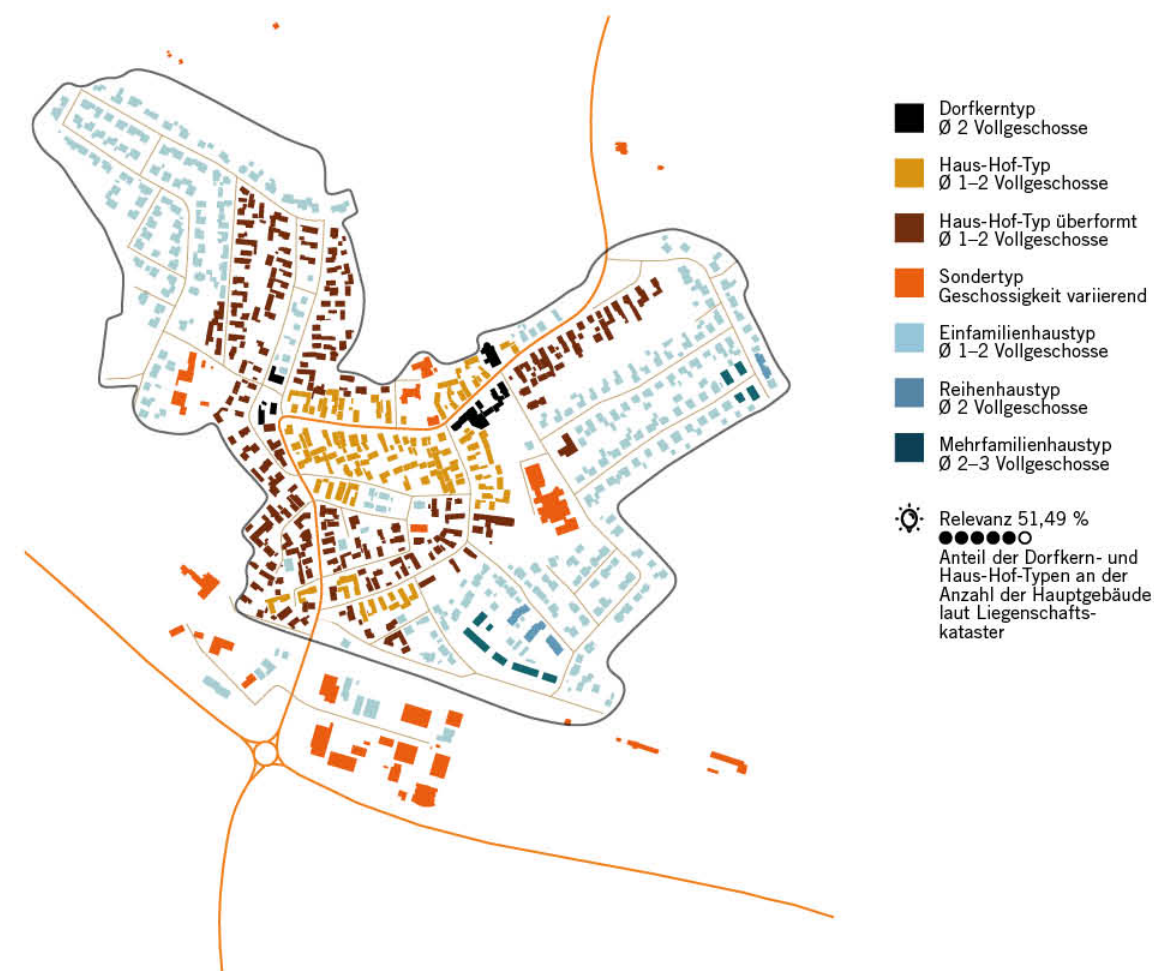 Dorfkerntyp
Ø 2 Vollgeschosse
Haus-Hof-Typ
Ø 1–2 Vollgeschosse
Haus-Hof-Typ überformt
Ø 1–2 Vollgeschosse
Sondertyp
Geschossigkeit variierend
Einfamilienhaustyp
Ø 1–2 Vollgeschosse
Reihenhaustyp
Ø 2 Vollgeschosse
Mehrfamilienhaustyp
Ø 2–3 Vollgeschosse
Relevanz 51,49 %
Anteil der Dorfkern- und
Haus-Hof-Typen an der
Anzahl der Hauptgebäude
laut Liegenschafts-
kataster